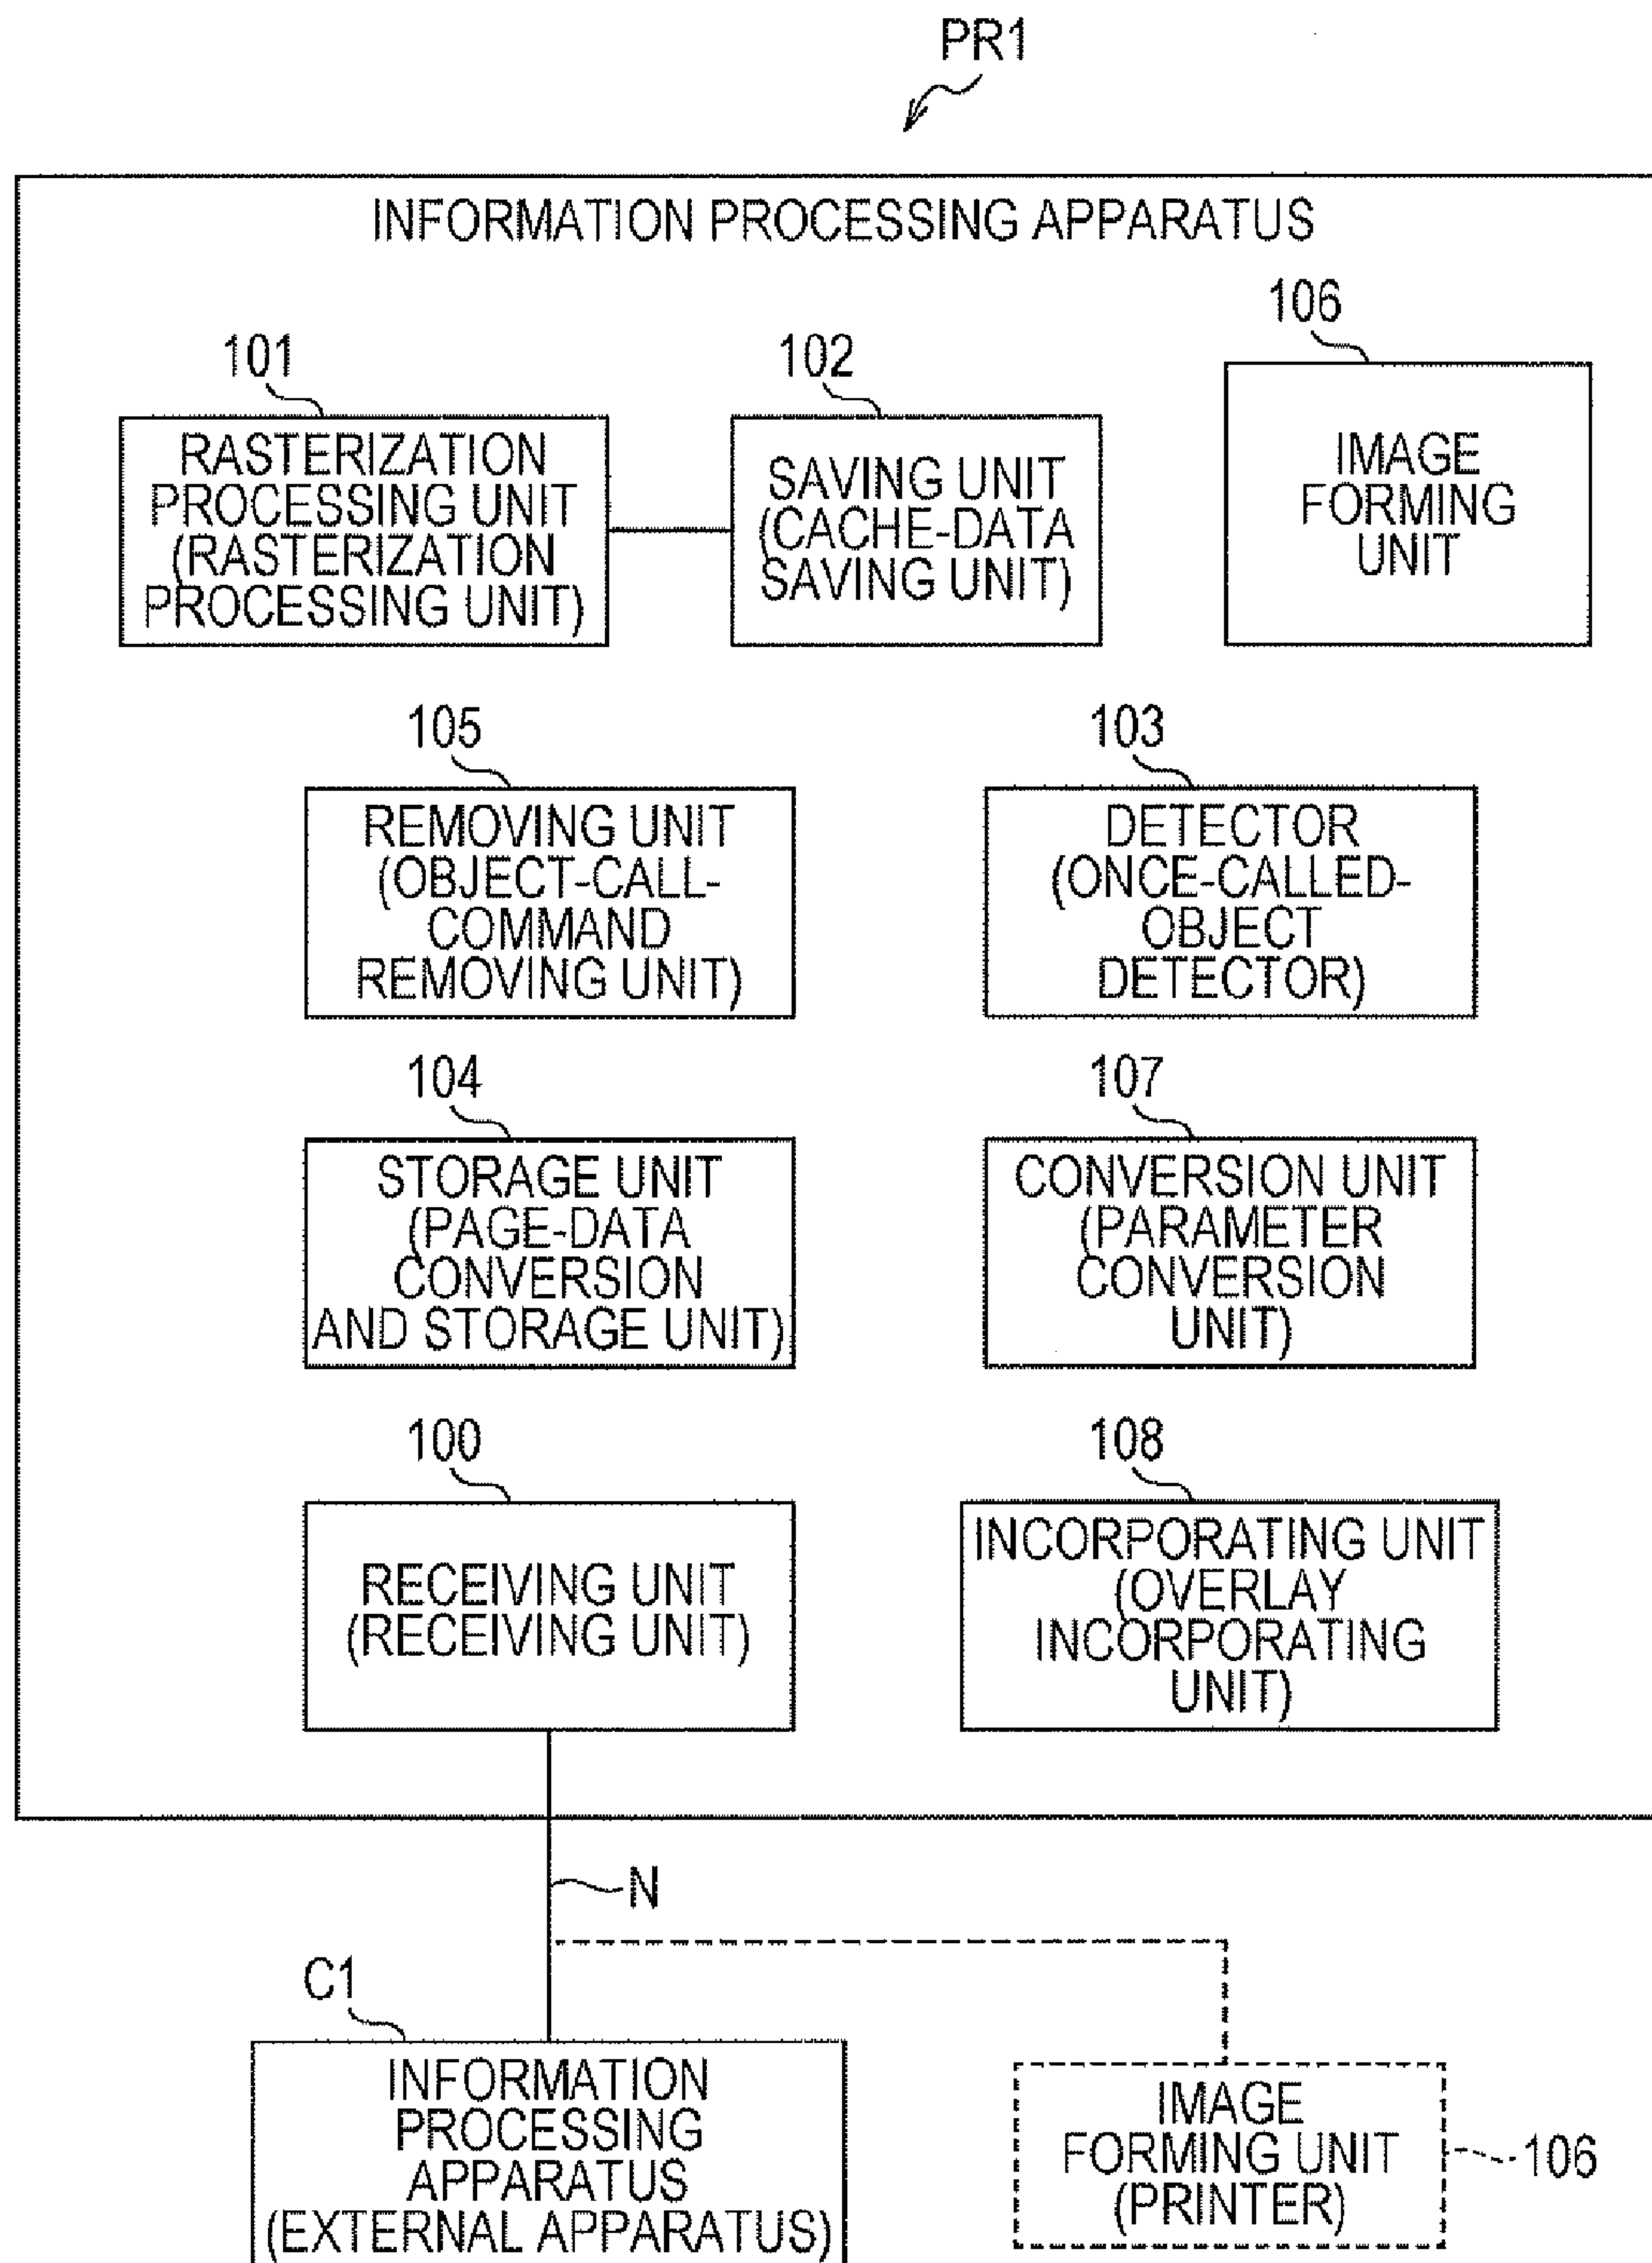 PR1
INFORMATION PROCESSING APPARATUS
101
RASTERIZATION
PROCESSING UNIT
(RASTERIZATION
PROCESSING UNIT)
102
SAVING UNIT
(CACHE-DATA
SAVING UNIT)
106
IMAGE
FORMING
UNIT
105
REMOVING UNIT
(OBJECT-CALL-
COMMAND
REMOVING UNIT)
103
DETECTOR
(ONCE-CALLED-
OBJECT
DETECTOR)
104
STORAGE UNIT
(PAGE-DATA
CONVERSION
AND STORAGE UNIT)
107
CONVERSION UNIT
(PARAMETER
CONVERSION
UNIT)
100
RECEIVING UNIT
(RECEIVING UNIT)
108
INCORPORATING UNIT
(OVERLAY
INCORPORATING
UNIT)
N
C1
INFORMATION
PROCESSING
APPARATUS
(EXTERNAL APPARATUS)
IMAGE
FORMING UNIT
(PRINTER)
106